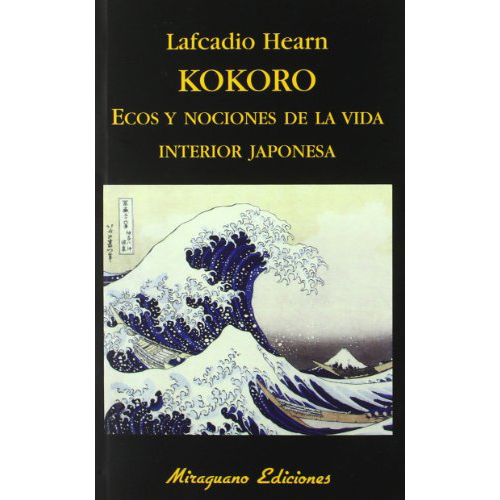 Lafcadio Hearn
KOKORO
ECOS Y NOCIONES DE LA VIDA
INTERIOR JAPONESA
Miraguano Ediciones